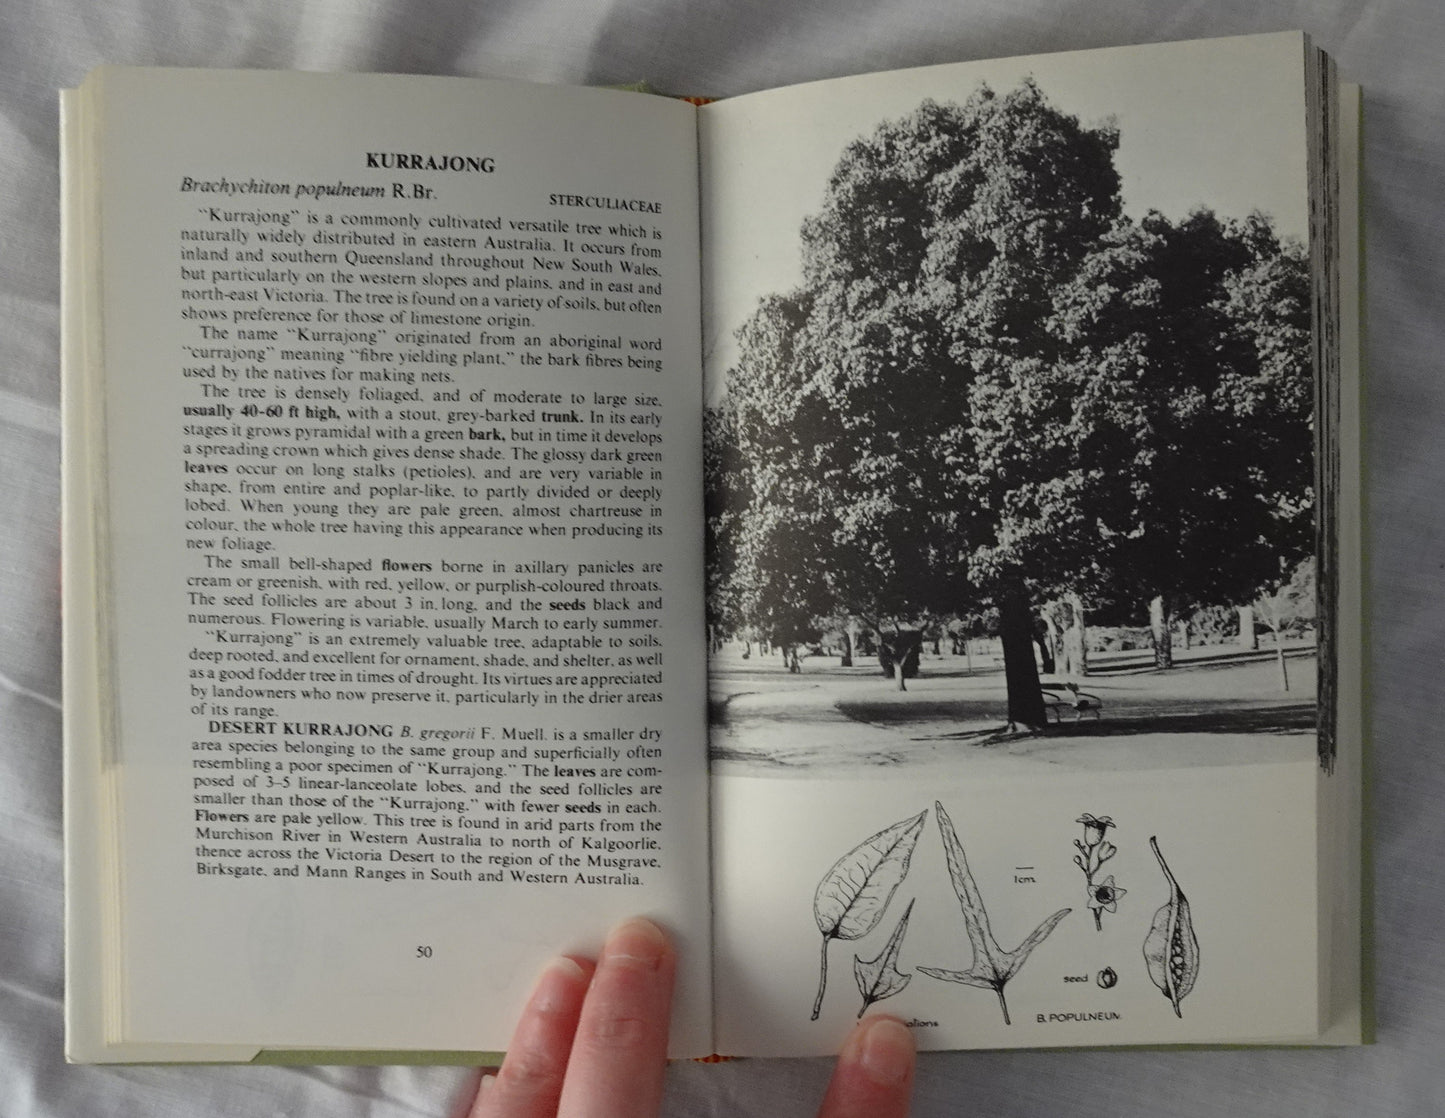 KURRAJONG
Brachychiton populneum R.Br.
STERCULIACEAE
“Kurrajong” is a commonly cultivated versatile tree which is
naturally widely distributed in eastern Australia. It occurs from
inland and southern Queensland throughout New South Wales,
but particularly on the western slopes and plains, and in east and
north-east Victoria. The tree is found on a variety of soils, but often
shows preference for those of limestone origin.
The name “Kurrajong” originated from an aboriginal word
“currajong” meaning “fibre yielding plant,” the bark fibres being
used by the natives for making nets.
The tree is densely foliaged, and of moderate to large size,
usually 40-60 ft high, with a stout, grey-barked trunk. In its early
stages it grows pyramidal with a green bark, but in time it develops
a spreading crown which gives dense shade. The glossy dark green
leaves occur on long stalks (petioles), and are very variable in
shape, from entire and poplar-like, to partly divided or deeply
lobed. When young they are pale green, almost chartreuse in
colour, the whole tree having this appearance when producing its
new foliage.
The small bell-shaped flowers borne in axillary panicles are
cream or greenish, with red, yellow, or purplish-coloured throats.
The seed follicles are about 3 in. long, and the seeds black and
numerous. Flowering is variable, usually March to early summer.
“Kurrajong” is an extremely valuable tree, adaptable to soils,
deep rooted, and excellent for ornament, shade, and shelter, as well
as a good fodder tree in times of drought. Its virtues are appreciated
by landowners who now preserve it, particularly in the drier areas
of its range.
DESERT KURRAJONG B. gregorii F. Muell. is a smaller dry
area species belonging to the same group and superficially often
resembling a poor specimen of “Kurrajong.” The leaves are com-
posed of 3–5 linear-lanceolate lobes, and the seed follicles are
smaller than those of the “Kurrajong,” with fewer seeds in each.
Flowers are pale yellow. This tree is found in arid parts from the
Murchison River in Western Australia to north of Kalgoorlie,
thence across the Victoria Desert to the region of the Musgrave,
Birksgate, and Mann Ranges in South and Western Australia.
50
1cm
seed
B. POPULNEUM.